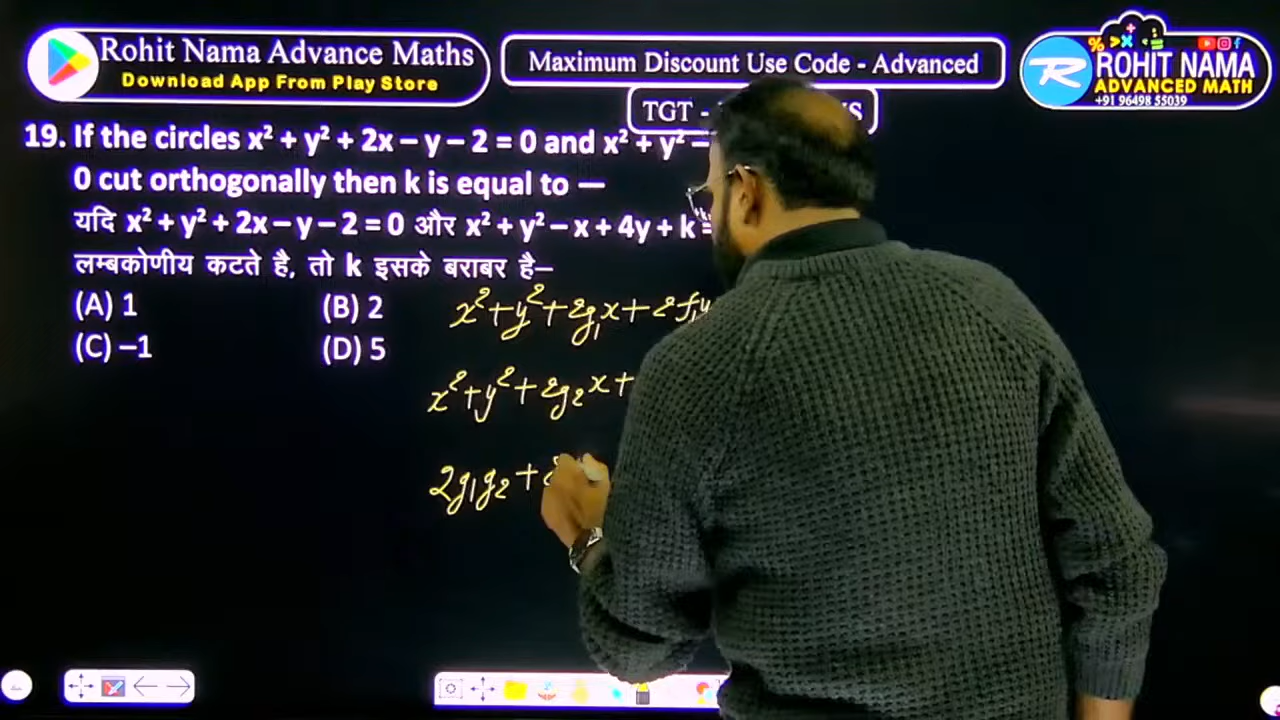 Rohit Nama Advance Maths
Download App From Play Store
Maximum Discount Use Code - Advanced
ROHIT NAMA
ADVANCED MATH
+91 96498 55039
TGT -
19. If the circles x² + y² + 2x – y – 2 = 0 and x² + y² –
0 cut orthogonally then k is equal to —
यदि x² + y² + 2x – y – 2 = 0 और x² + y² – x + 4y + k =
लम्बकोणीय कटते है, तो k इसके बराबर है–
(A) 1
(B) 2
(C) –1
(D) 5
x² + y² + 2g₁x + 2f₁y
x² + y² + 2g₂x +
2g₁g₂ +